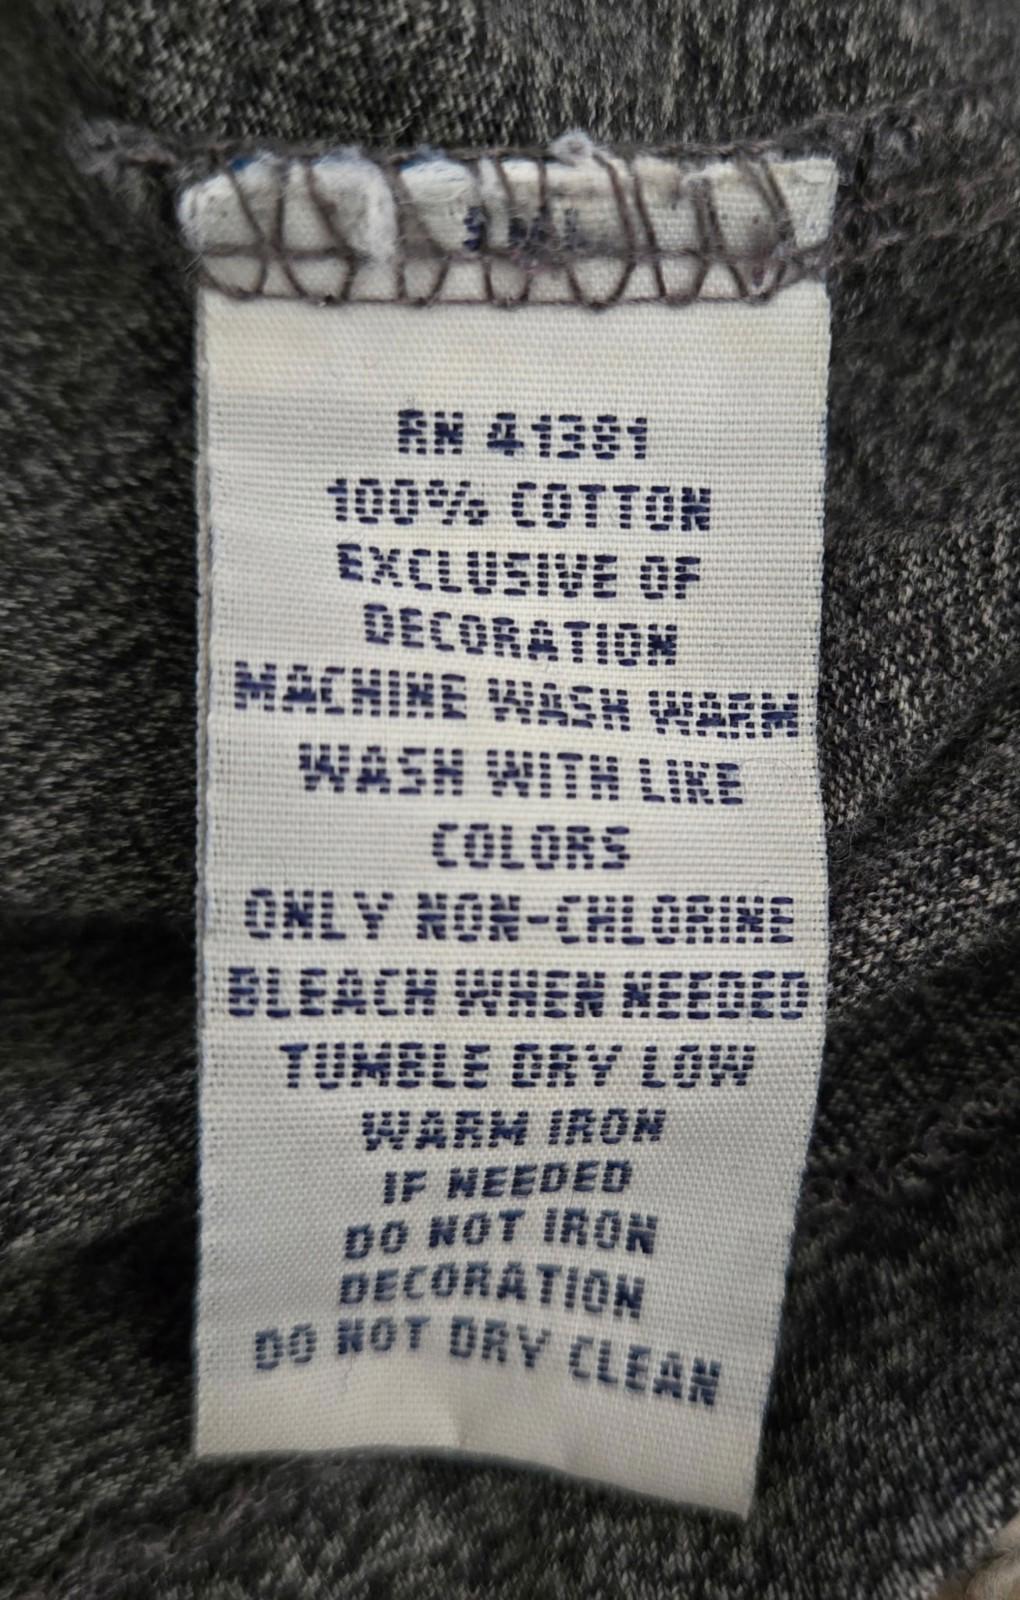 RN 41381
100% COTTON
EXCLUSIVE OF
DECORATION
MACHINE WASH WARM
WASH WITH LIKE
COLORS
ONLY NON-CHLORINE
BLEACH WHEN NEEDED
TUMBLE DRY LOW
WARM IRON
IF NEEDED
DO NOT IRON
DECORATION
DO NOT DRY CLEAN